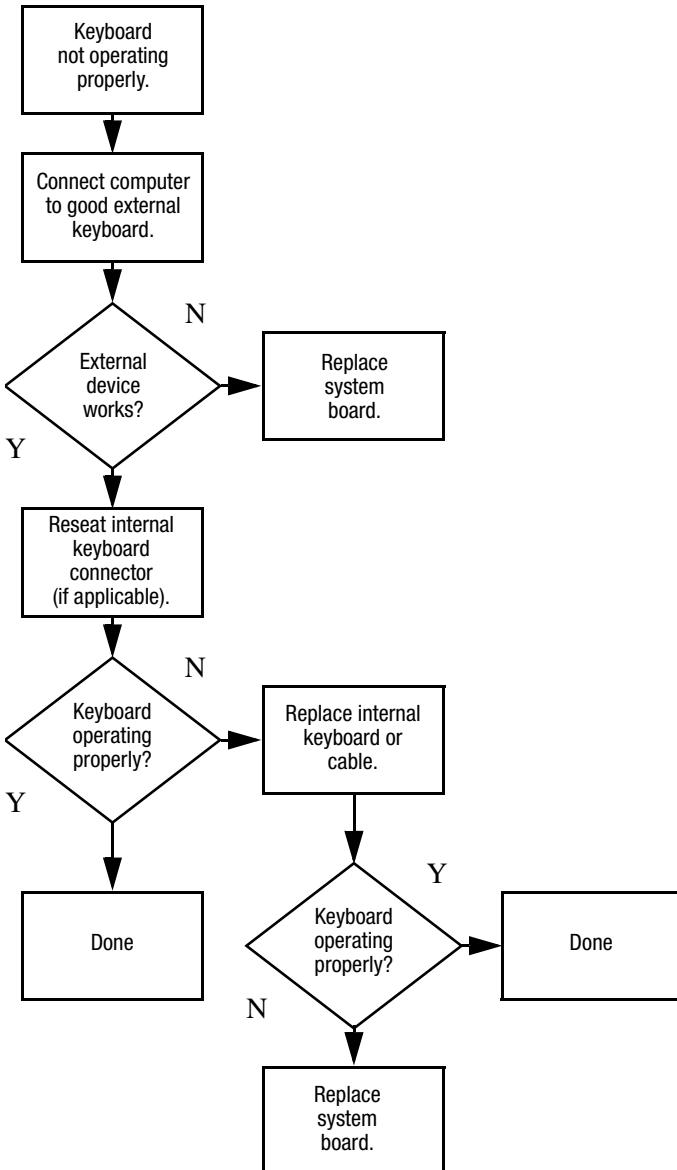 Keyboard
not operating
properly.
Connect computer
to good external
keyboard.
N
External
device
works?
Replace
system
board.
Y
Reseat internal
keyboard
connector
(if applicable).
N
Keyboard
operating
properly?
Replace internal
keyboard or
cable.
Y
Y
Done
Keyboard
operating
properly?
Done
N
Replace
system
board.